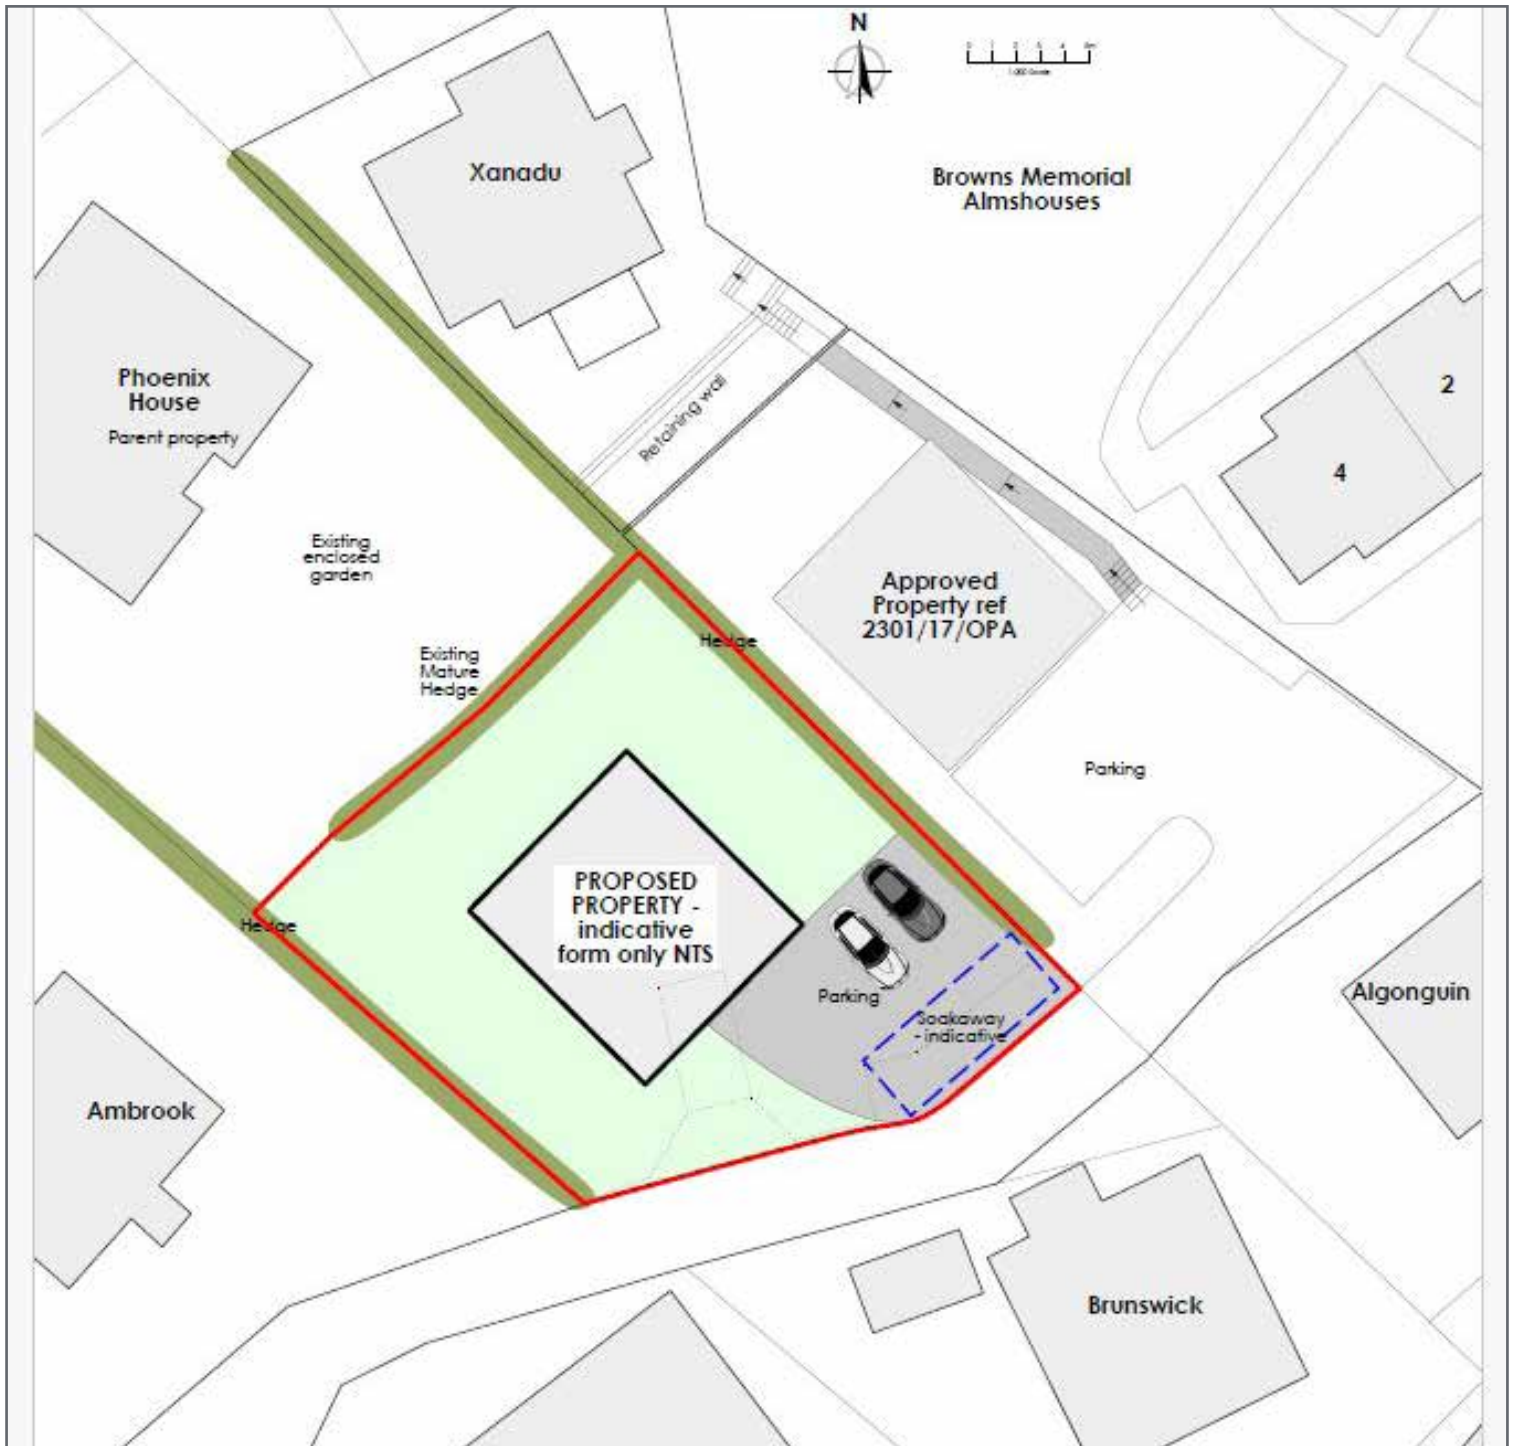 N
Xanadu
Browns Memorial
Almshouses
Phoenix
House
Parent property
2
Retaining wall
4
Existing
enclosed
garden
Approved
Property ref
2301/17/OPA
Hedge
Existing
Mature
Hedge
Parking
PROPOSED
PROPERTY -
indicative
form only NTS
Hedge
Parking
Algonguin
Soakaway
- indicative
Ambrook
Brunswick